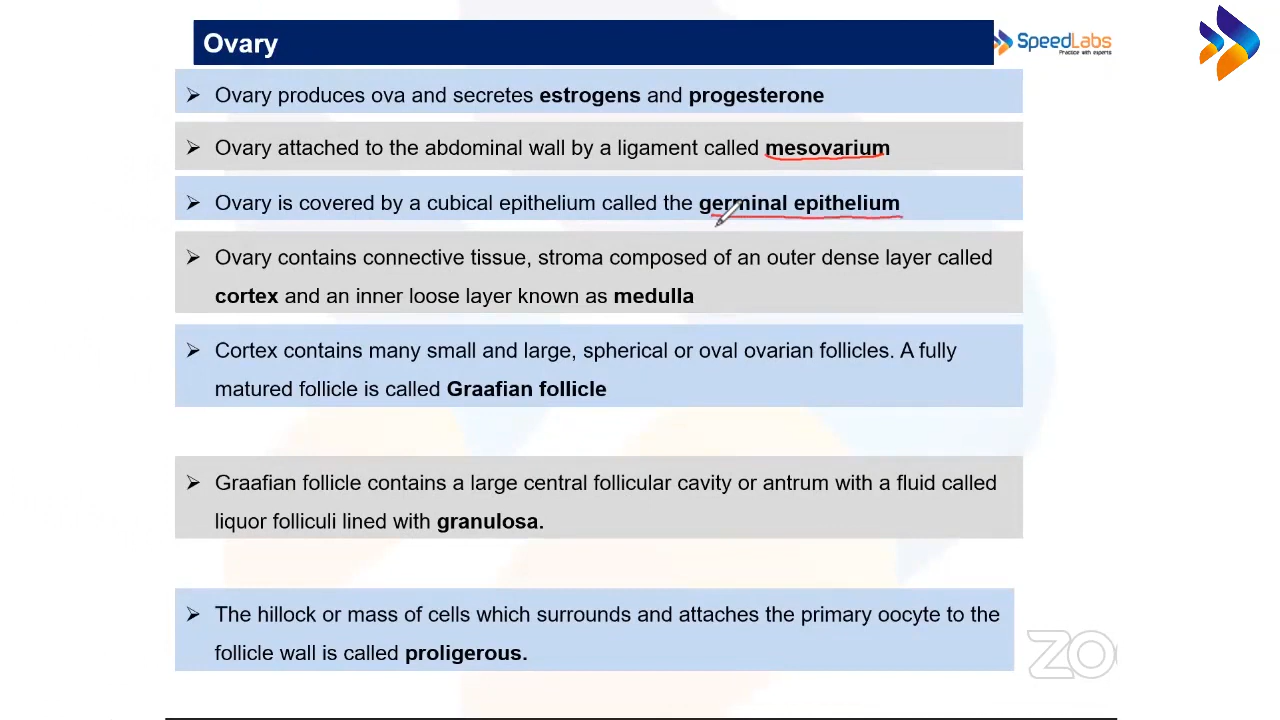 Ovary
SpeedLabs
Practice with experts
➢ Ovary produces ova and secretes estrogens and progesterone
➢ Ovary attached to the abdominal wall by a ligament called mesovarium
➢ Ovary is covered by a cubical epithelium called the germinal epithelium
➢ Ovary contains connective tissue, stroma composed of an outer dense layer called
cortex and an inner loose layer known as medulla
➢ Cortex contains many small and large, spherical or oval ovarian follicles. A fully
matured follicle is called Graafian follicle
➢ Graafian follicle contains a large central follicular cavity or antrum with a fluid called
liquor folliculi lined with granulosa.
➢ The hillock or mass of cells which surrounds and attaches the primary oocyte to the
follicle wall is called proligerous.
ZO